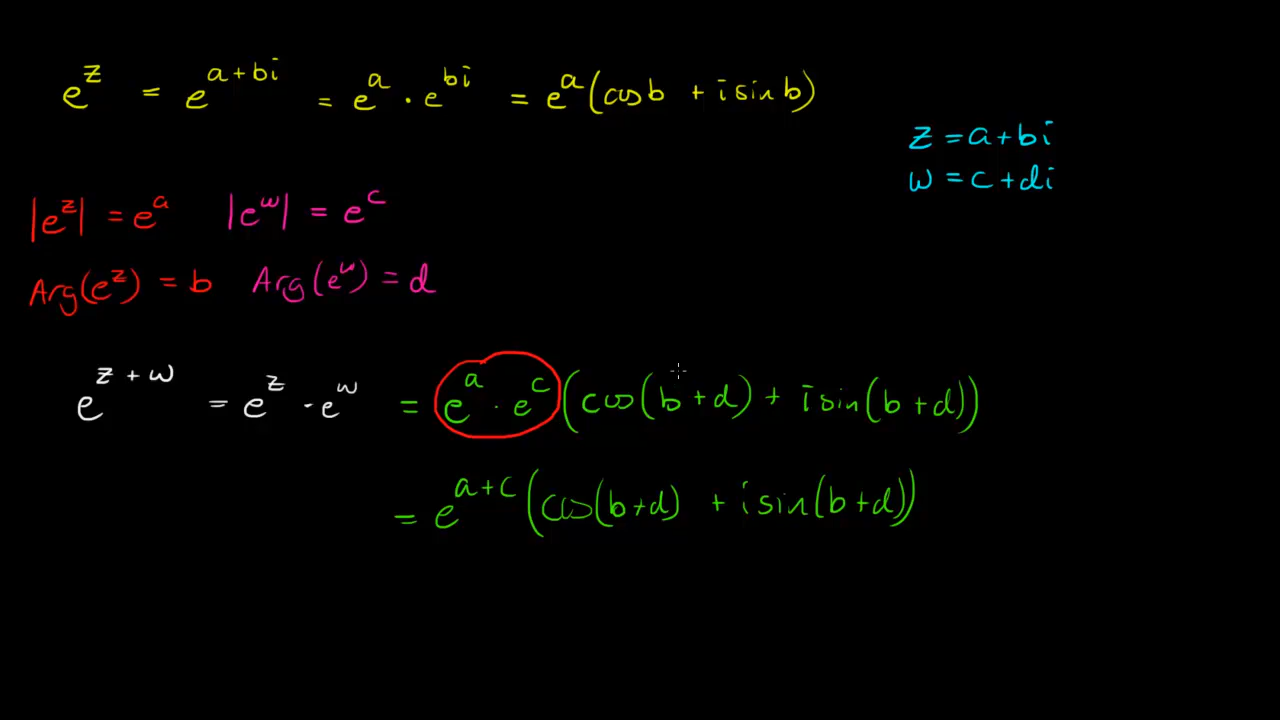 e^z = e^{a+bi} = e^a · e^{bi} = e^a (cos b + i sin b)
z = a + bi
w = c + di
|e^z| = e^a |e^w| = e^c
Arg(e^z) = b Arg(e^w) = d
e^{z+w} = e^z · e^w = e^a · e^c (cos(b+d) + i sin(b+d))
= e^{a+c} (cos(b+d) + i sin(b+d))